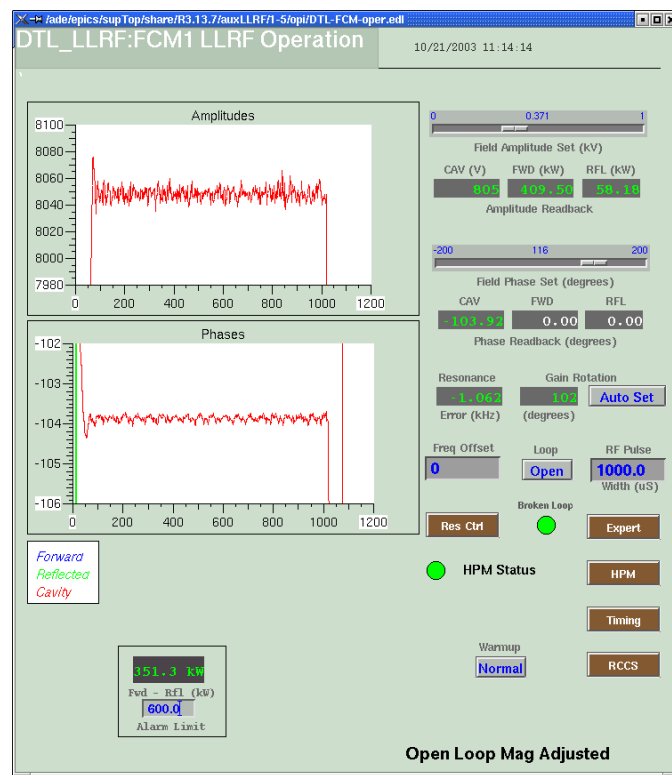 /ade/epics/supTop/share/R3.13.7/auxLLRF/1-5/opi/DTL-FCM-oper.edl
DTL_LLRF:FCM1 LLRF Operation
10/21/2003 11:14:14
Amplitudes
8100
8080
8060
8040
8020
8000
7980
0 200 400 600 800 1000 1200
0 0.371 1
Field Amplitude Set (kV)
CAV (V) FWD (kW) RFL (kW)
805 409.50 58.18
Amplitude Readback
-200 116 200
Field Phase Set (degrees)
CAV FWD RFL
-103.92 0.00 0.00
Phase Readback (degrees)
Phases
-102
-103
-104
-105
-106
0 200 400 600 800 1000 1200
Resonance Gain Rotation
-1.062 102 Auto Set
Error (kHz) (degrees)
Freq Offset Loop RF Pulse
0 Open 1000.0
Width (uS)
Broken Loop
Res Ctrl Expert
HPM Status HPM
Timing
Warmup
Normal RCCS
Forward
Reflected
Cavity
351.3 kW
Fwd - Rfl (kW)
600.0
Alarm Limit
Open Loop Mag Adjusted